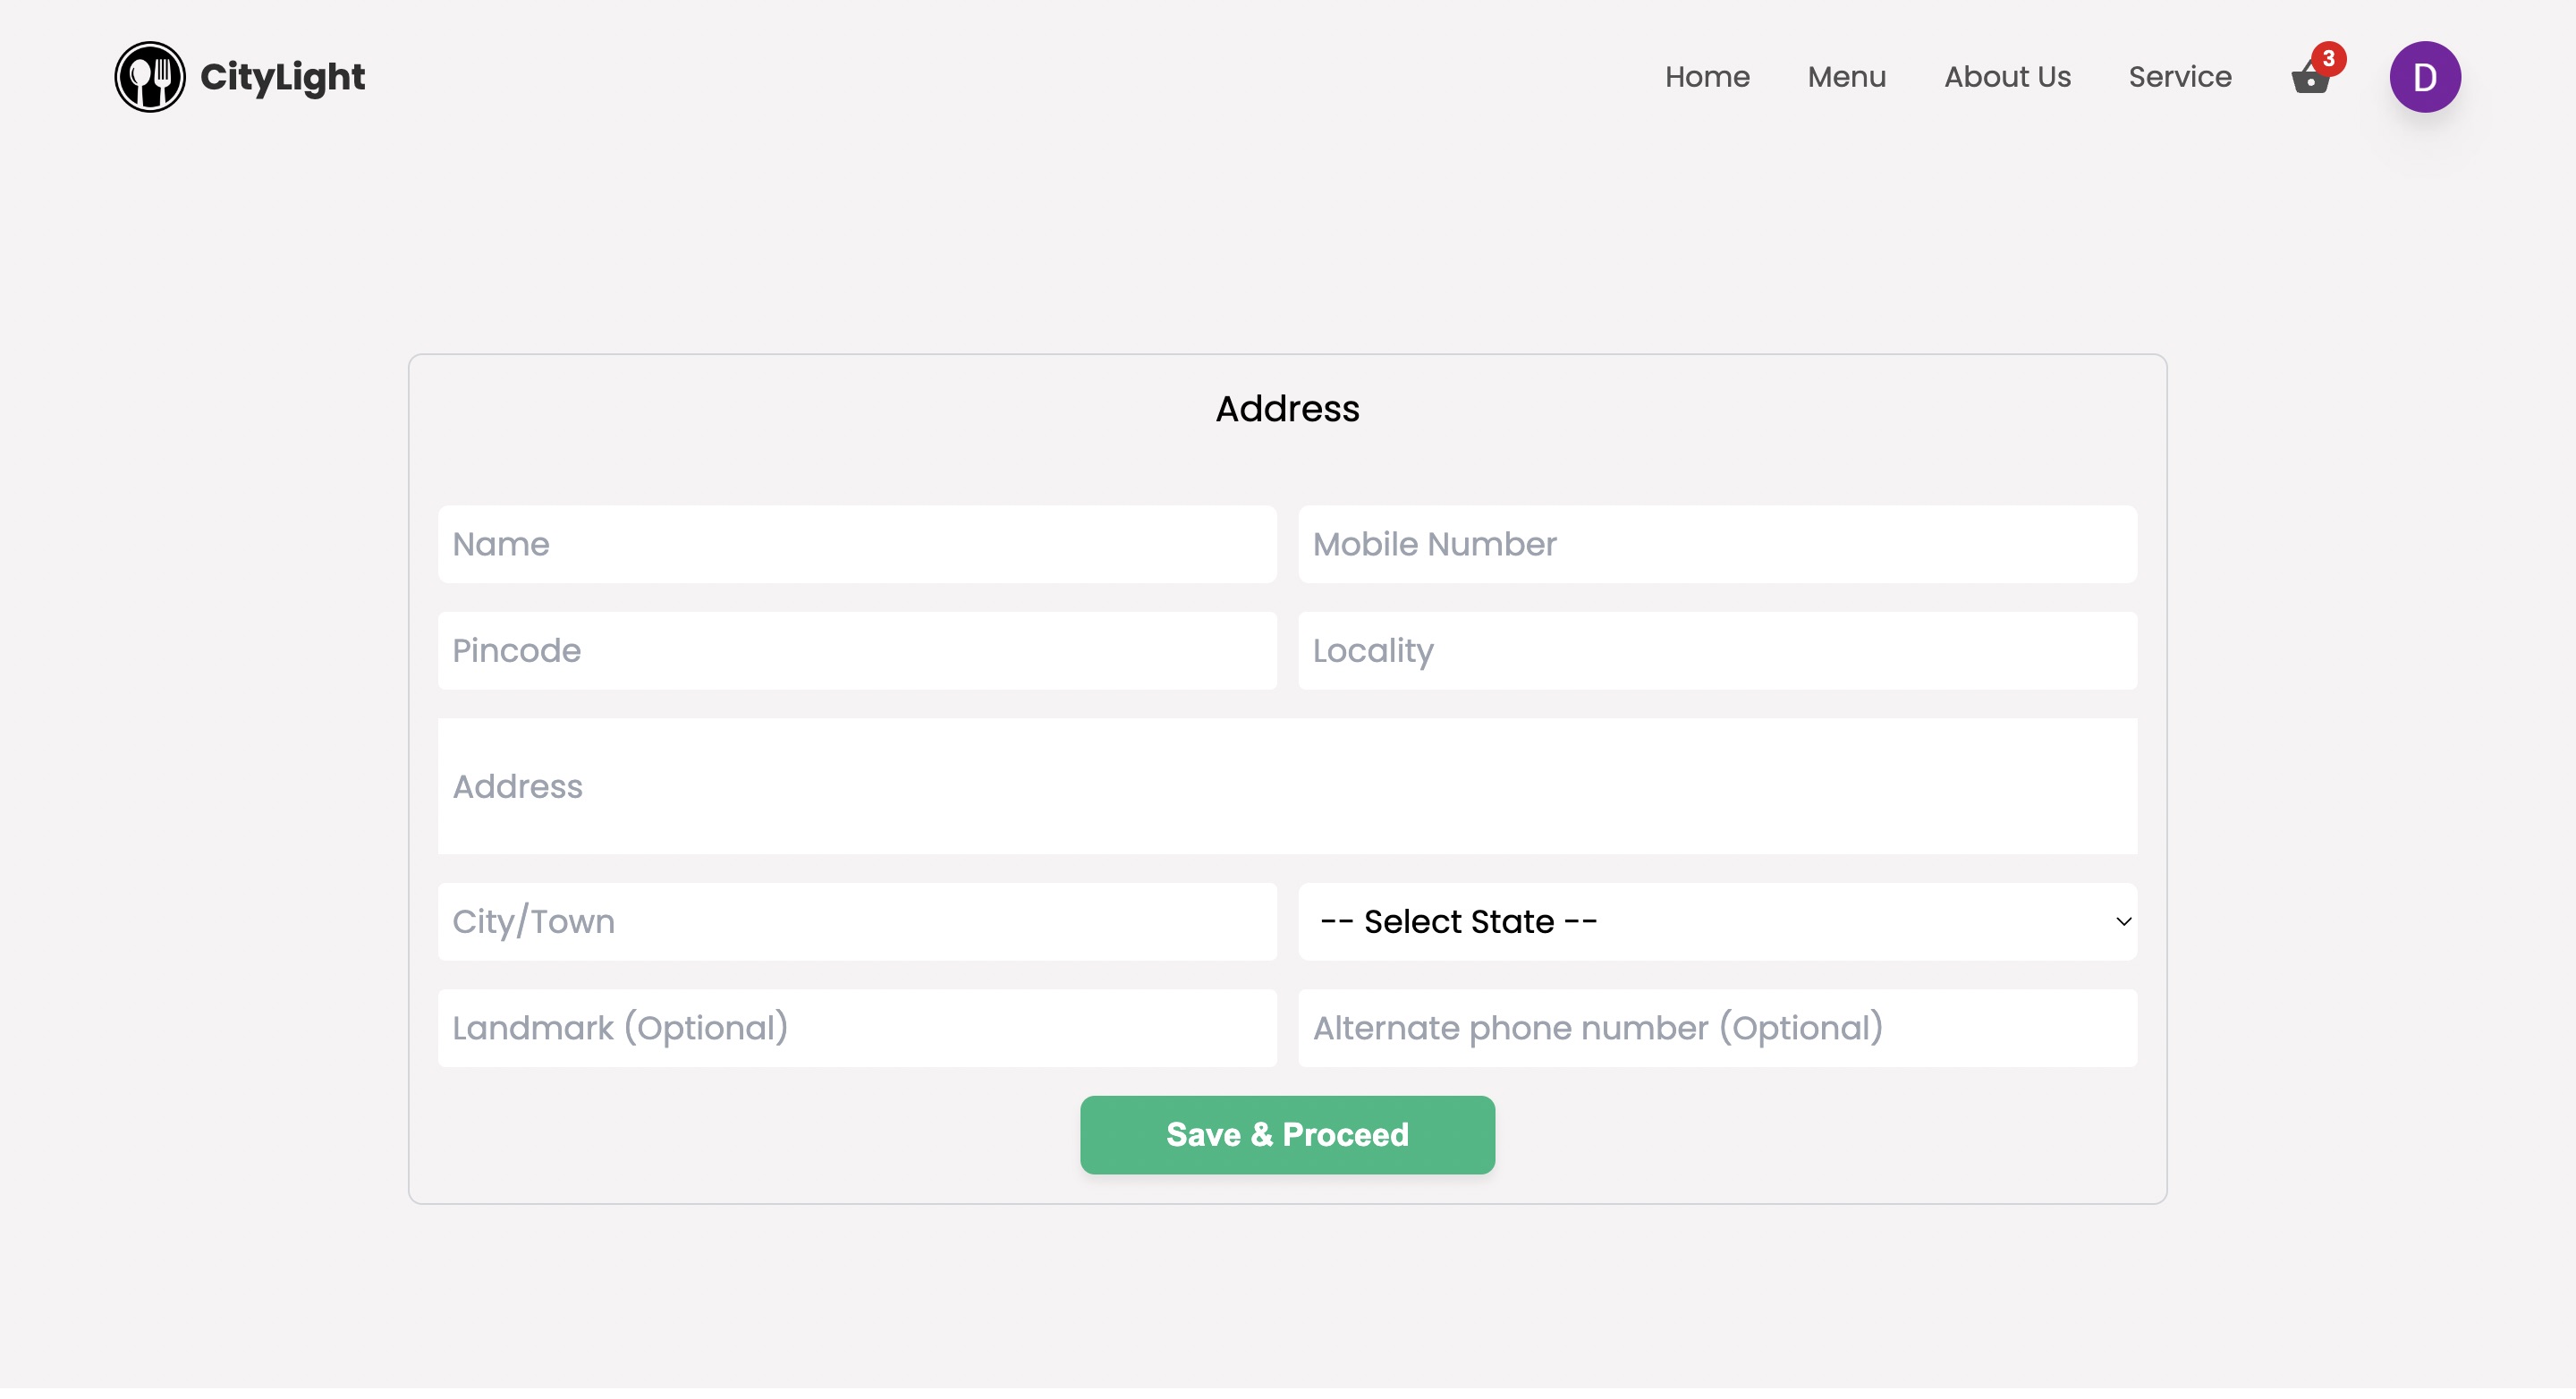 CityLight
Home Menu About Us Service 3 D
Address
Name Mobile Number
Pincode Locality
Address
City/Town -- Select State --
Landmark (Optional) Alternate phone number (Optional)
Save & Proceed